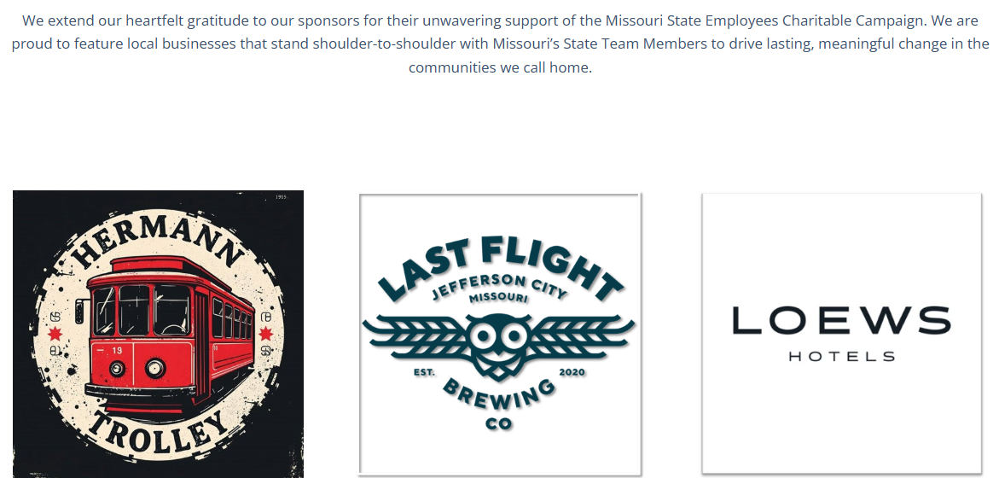 We extend our heartfelt gratitude to our sponsors for their unwavering support of the Missouri State Employees Charitable Campaign. We are
proud to feature local businesses that stand shoulder-to-shoulder with Missouri’s State Team Members to drive lasting, meaningful change in the
communities we call home.
1915
HERMANN
19
TROLLEY
LAST FLIGHT
JEFFERSON CITY
MISSOURI
EST. 2020
BREWING
CO
LOEWS
HOTELS